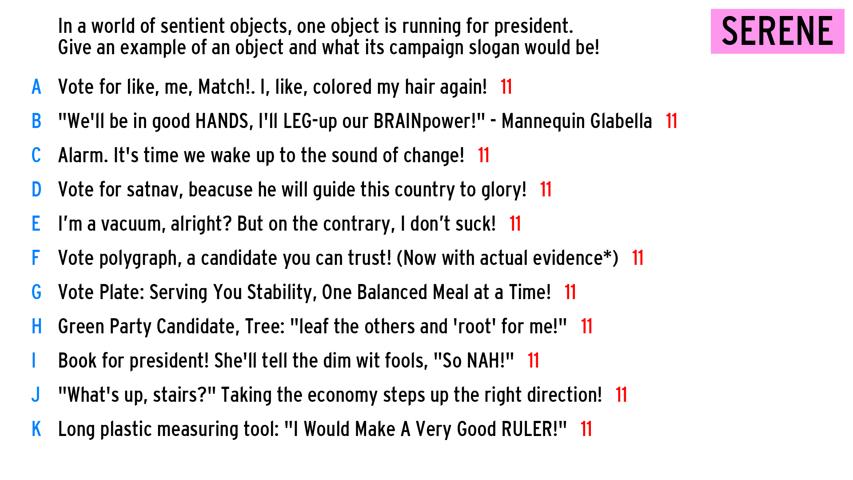 In a world of sentient objects, one object is running for president.
Give an example of an object and what its campaign slogan would be!
SERENE
A Vote for like, me, Match!. I, like, colored my hair again! 11
B "We'll be in good HANDS, I'll LEG-up our BRAINpower!" - Mannequin Glabella 11
C Alarm. It's time we wake up to the sound of change! 11
D Vote for satnav, beacuse he will guide this country to glory! 11
E I’m a vacuum, alright? But on the contrary, I don’t suck! 11
F Vote polygraph, a candidate you can trust! (Now with actual evidence*) 11
G Vote Plate: Serving You Stability, One Balanced Meal at a Time! 11
H Green Party Candidate, Tree: "leaf the others and 'root' for me!" 11
I Book for president! She'll tell the dim wit fools, "So NAH!" 11
J "What's up, stairs?" Taking the economy steps up the right direction! 11
K Long plastic measuring tool: "I Would Make A Very Good RULER!" 11